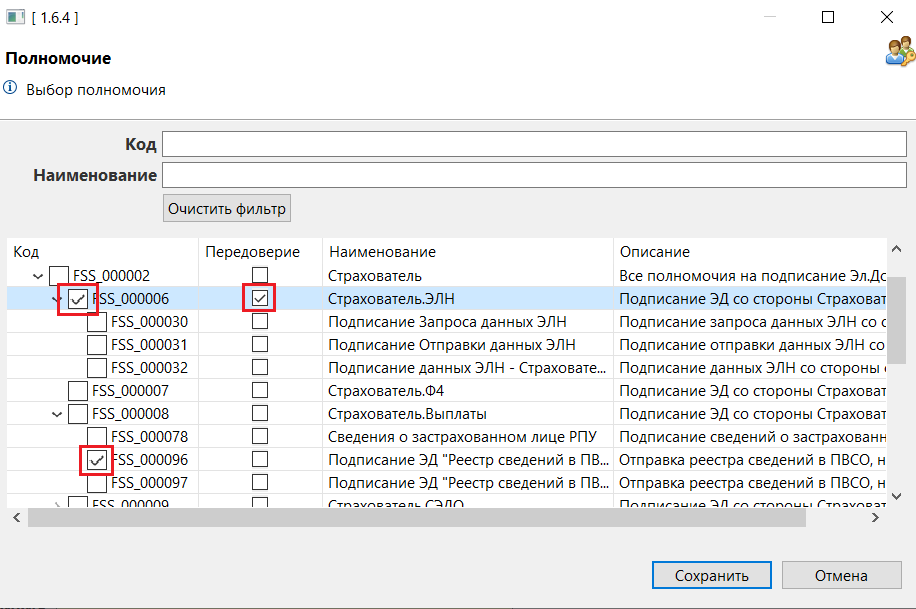 [ 1.6.4 ]
Полномочие
Выбор полномочия
Код
Наименование
Очистить фильтр
Код Передоверие Наименование Описание
FSS_000002 Страхователь Все полномочия на подписание Эл.До
FSS_000006 Страхователь.ЭЛН Подписание ЭД со стороны Страховат
FSS_000030 Подписание Запроса данных ЭЛН Подписание запроса данных ЭЛН со с
FSS_000031 Подписание Отправки данных ЭЛН Подписание отправки данных ЭЛН со
FSS_000032 Подписание данных ЭЛН - Страховате... Подписание данных ЭЛН со стороны
FSS_000007 Страхователь.Ф4 Подписание ЭД со стороны Страховат
FSS_000008 Страхователь.Выплаты Подписание ЭД со стороны Страховат
FSS_000078 Сведения о застрахованном лице РПУ Подписание сведений о застрахованн
FSS_000096 Подписание ЭД "Реестр сведений в ПВ... Отправка реестра сведений в ПВСО, н
FSS_000097 Подписание ЭД "Реестр сведений в ПВ... Отправка реестра сведений в ПВСО, н
FSS_000009 Страхователь.СЭДО Подписание ЭД со стороны Страховат
Сохранить Отмена